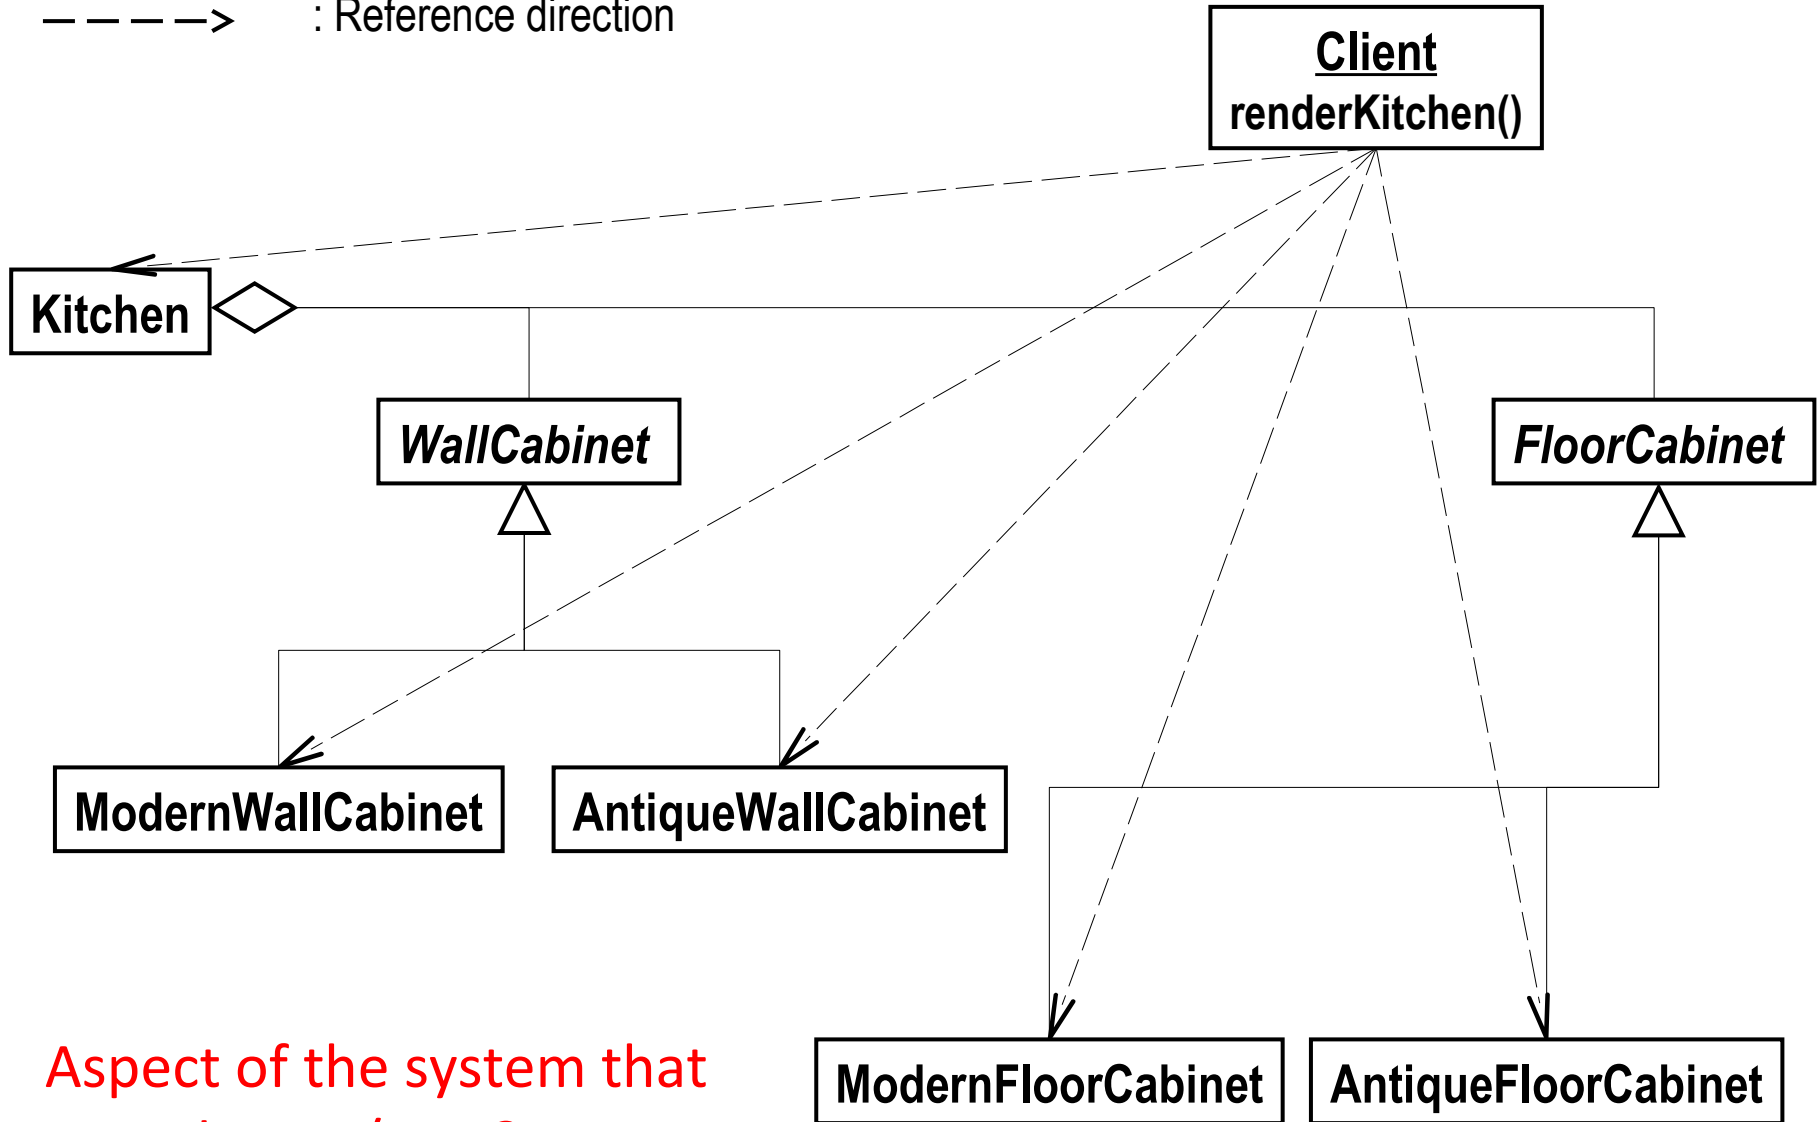 : Reference direction
Client
renderKitchen()
Kitchen
WallCabinet
FloorCabinet
ModernWallCabinet
AntiqueWallCabinet
Aspect of the system that
ModernFloorCabinet
AntiqueFloorCabinet